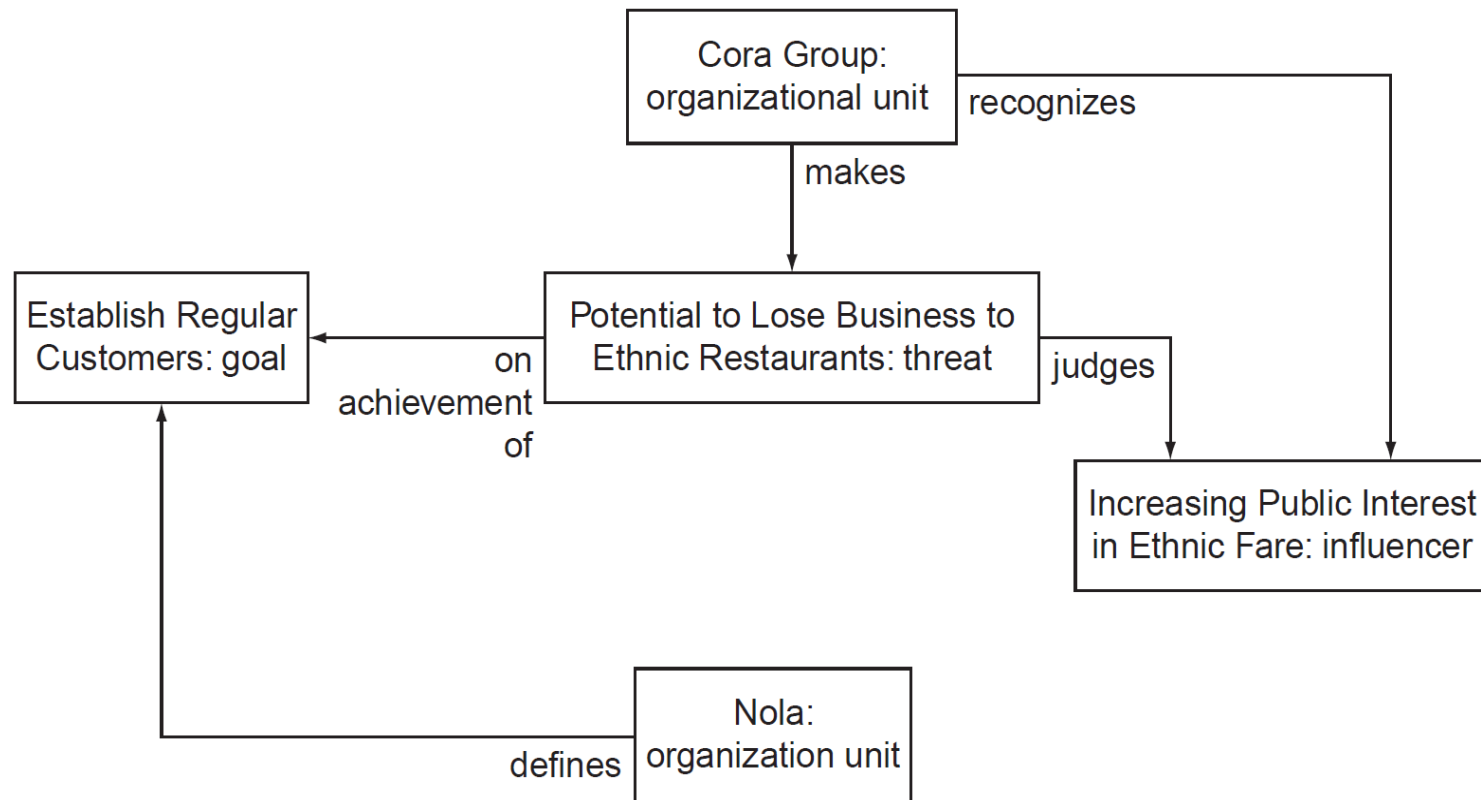 Cora Group:
organizational unit
recognizes
makes
Establish Regular
Customers: goal
on
achievement
of
Potential to Lose Business to
Ethnic Restaurants: threat
judges
Increasing Public Interest
in Ethnic Fare: influencer
Nola:
organization unit
defines